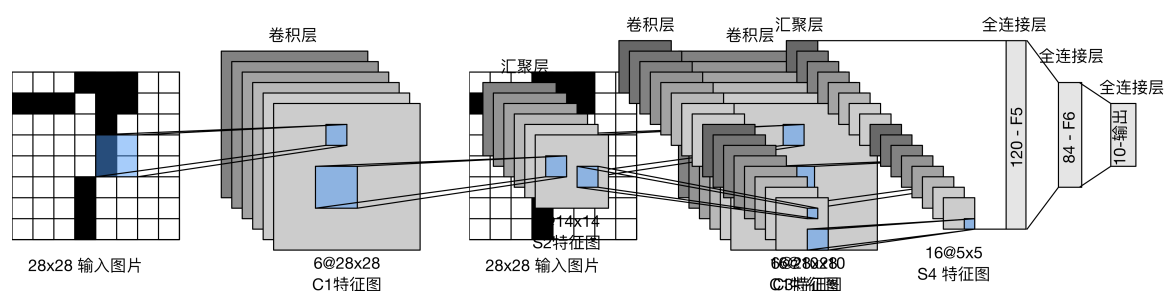 卷积层
汇聚层
卷积层
汇聚层
全连接层
全连接层
全连接层
120 - F5
84 - F6
10-输出
14x14
S2特征图
28x28 输入图片
6@28x28
C1特征图
28x28 输入图片
16@5x5
S4 特征图